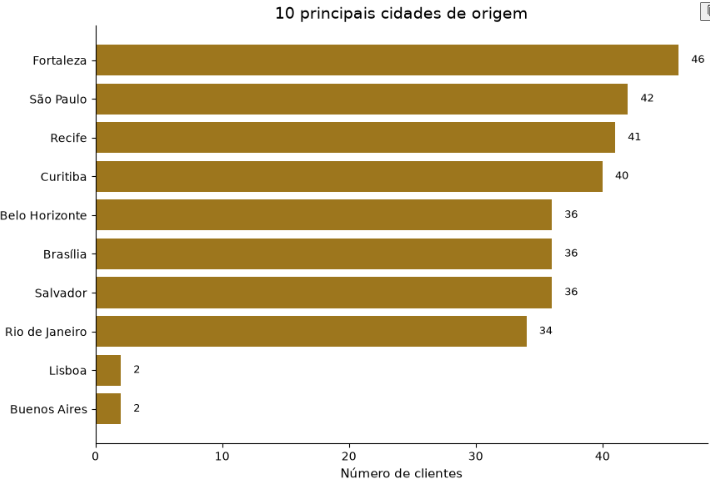 10 principais cidades de origem
Fortaleza 46
São Paulo 42
Recife 41
Curitiba 40
Belo Horizonte 36
Brasília 36
Salvador 36
Rio de Janeiro 34
Lisboa 2
Buenos Aires 2
0 10 20 30 40
Número de clientes